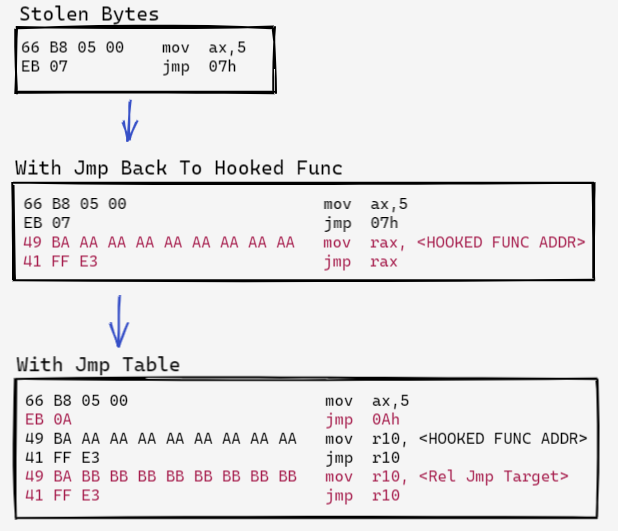 Stolen Bytes
66 B8 05 00 mov ax,5
EB 07 jmp 07h
With Jmp Back To Hooked Func
66 B8 05 00 mov ax,5
EB 07 jmp 07h
49 BA AA AA AA AA AA AA AA AA mov rax, <HOOKED FUNC ADDR>
41 FF E3 jmp rax
With Jmp Table
66 B8 05 00 mov ax,5
EB 0A jmp 0Ah
49 BA AA AA AA AA AA AA AA AA mov r10, <HOOKED FUNC ADDR>
41 FF E3 jmp r10
49 BA BB BB BB BB BB BB BB BB mov r10, <Rel Jmp Target>
41 FF E3 jmp r10